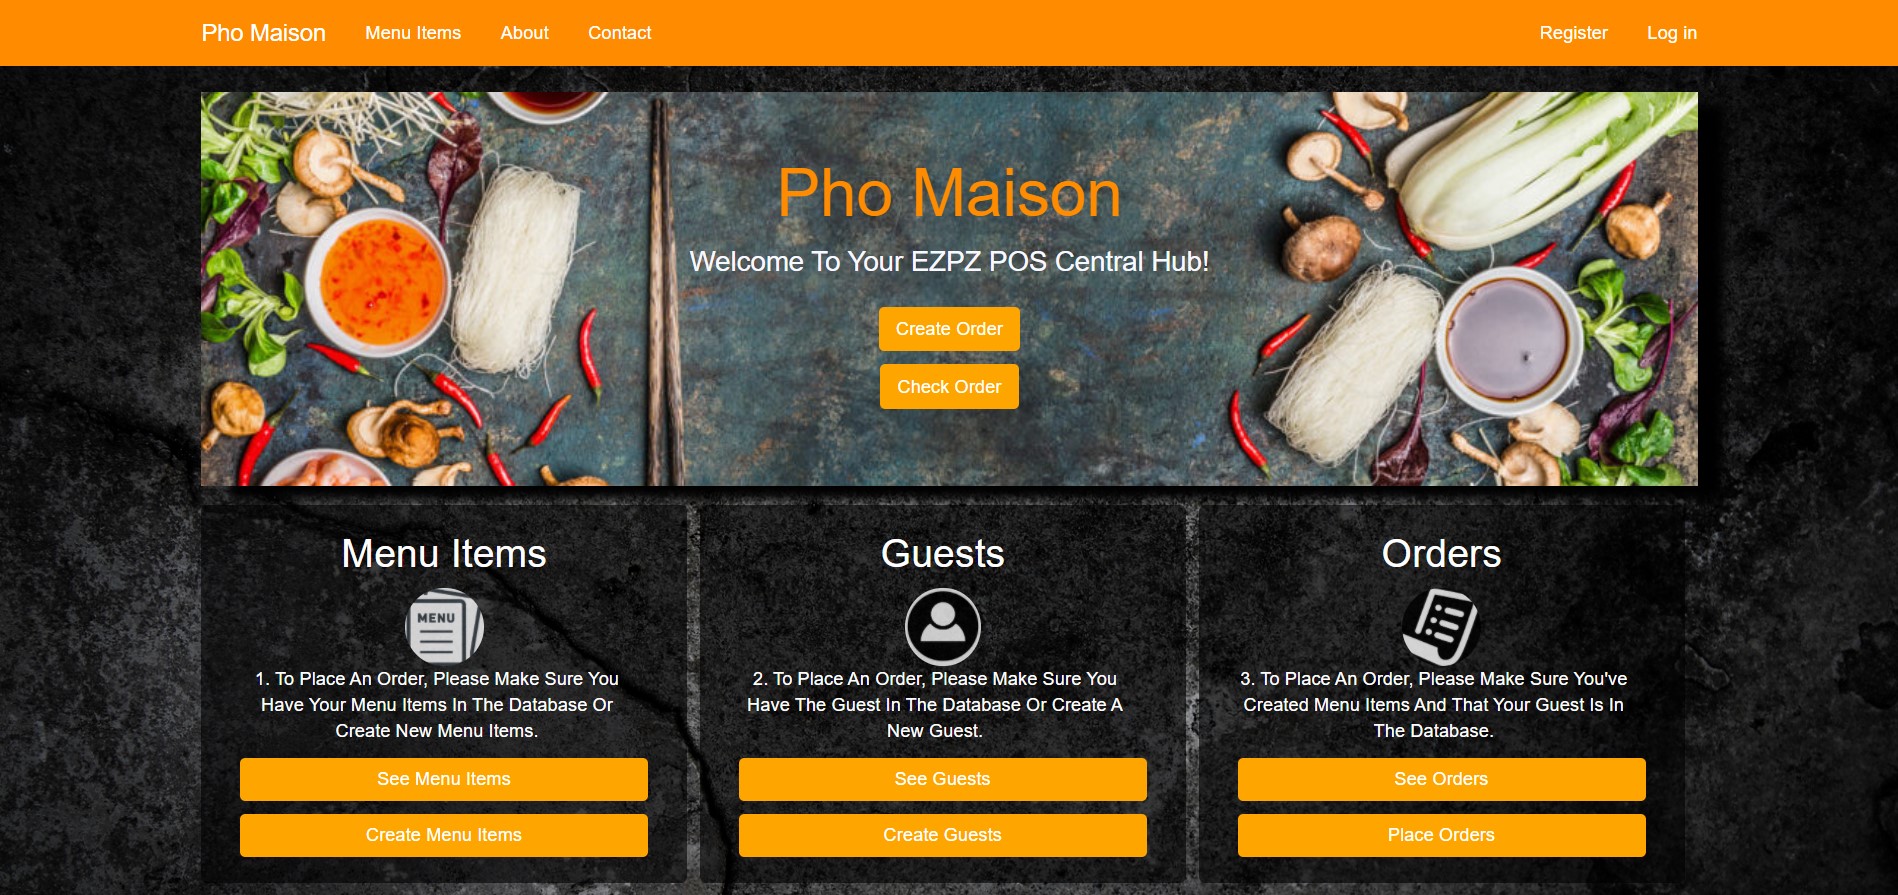 Pho Maison Menu Items About Contact Register Log in
Pho Maison
Welcome To Your EZPZ POS Central Hub!
Create Order
Check Order
Menu Items
MENU
1. To Place An Order, Please Make Sure You
Have Your Menu Items In The Database Or
Create New Menu Items.
See Menu Items
Create Menu Items
Guests
2. To Place An Order, Please Make Sure You
Have The Guest In The Database Or Create A
New Guest.
See Guests
Create Guests
Orders
3. To Place An Order, Please Make Sure You've
Created Menu Items And That Your Guest Is In
The Database.
See Orders
Place Orders